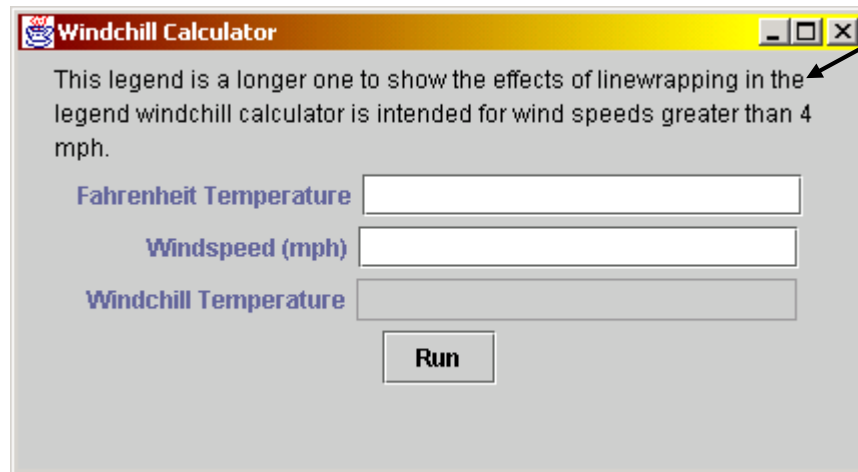 Windchill Calculator
This legend is a longer one to show the effects of linewrapping in the
legend windchill calculator is intended for wind speeds greater than 4
mph.
Fahrenheit Temperature
Windspeed (mph)
Windchill Temperature
Run